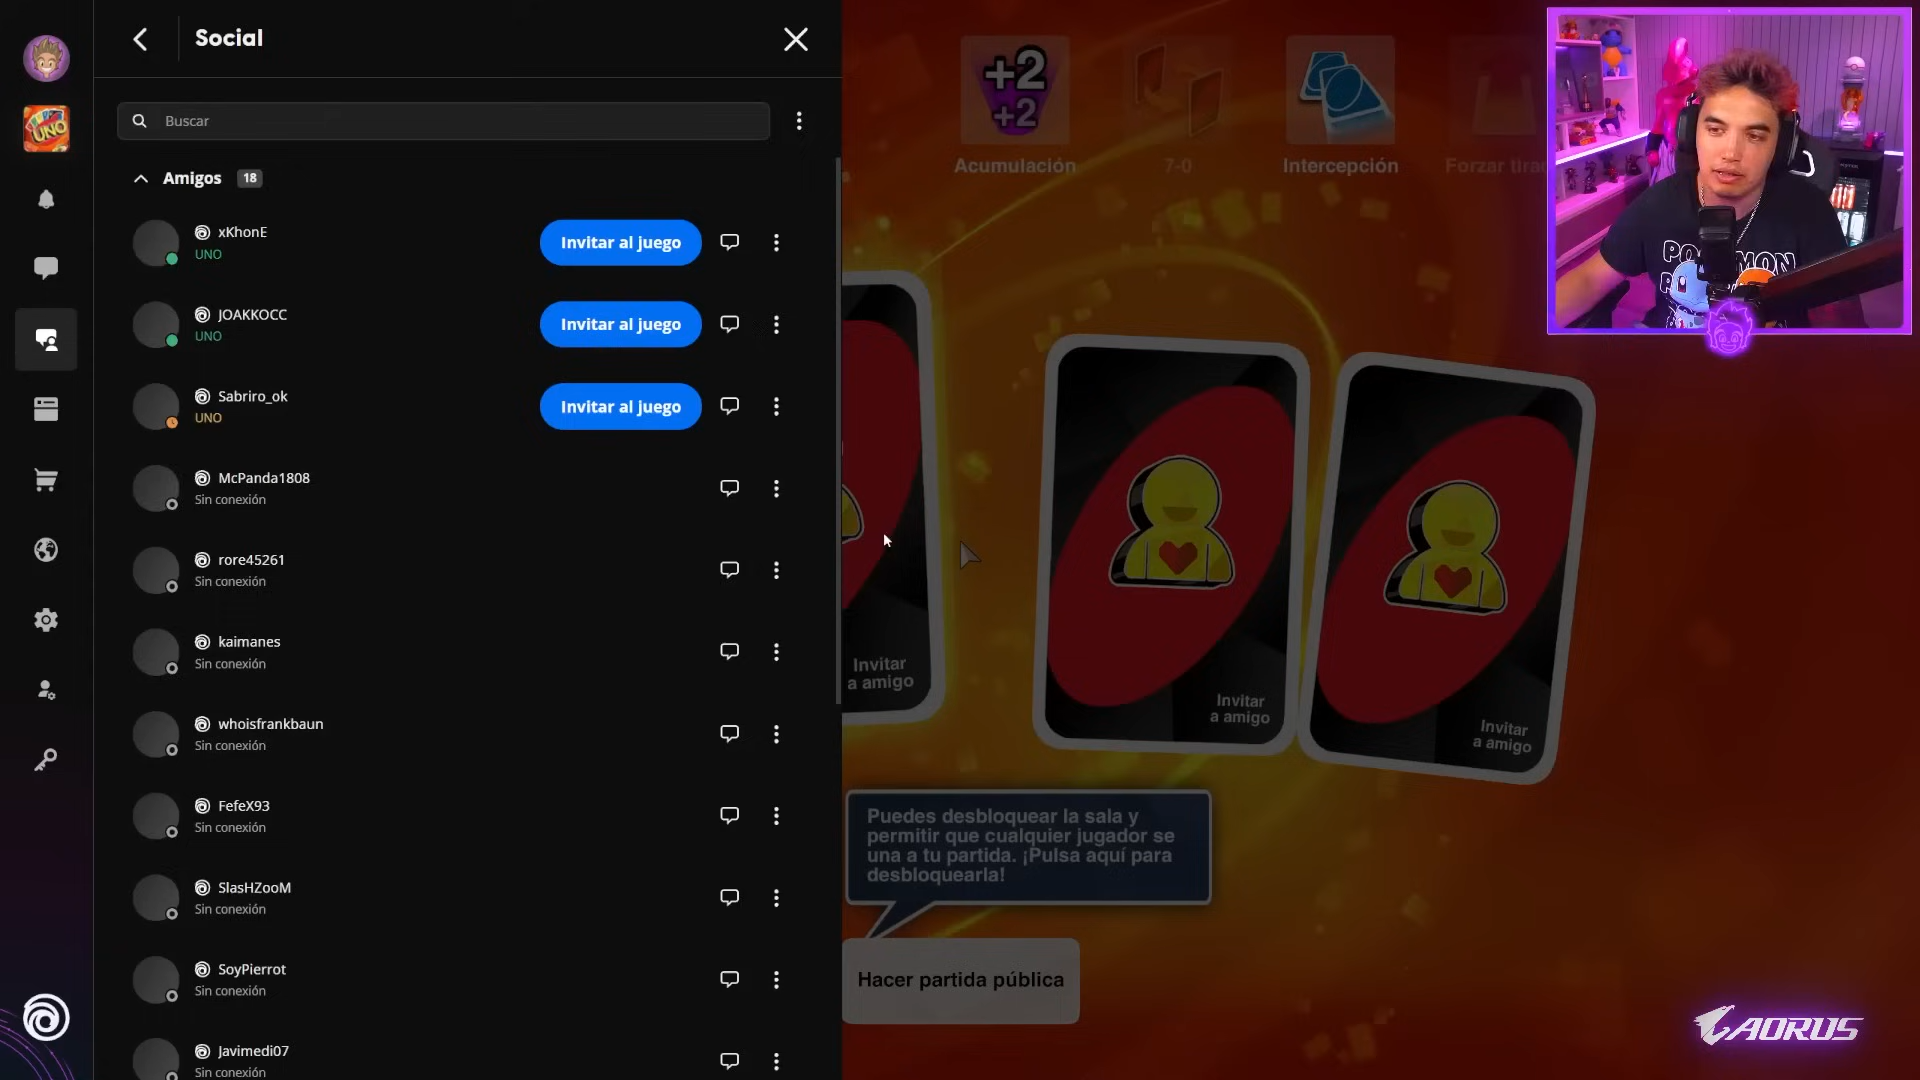 Social
Buscar
Amigos 18
xKhonE
UNO
Invitar al juego
JOAKKOCC
UNO
Invitar al juego
Sabriro_ok
UNO
Invitar al juego
McPanda1808
Sin conexión
rore45261
Sin conexión
kaimanes
Sin conexión
whoisfrankbaun
Sin conexión
FefeX93
Sin conexión
SlasHZooM
Sin conexión
SoyPierrot
Sin conexión
Javimedi07
Sin conexión
UNO
+2
+2
Acumulación
7-0
Intercepción
Forzar
Invitar
a amigo
Invitar
a amigo
Invitar
a amigo
Puedes desbloquear la sala y
permitir que cualquier jugador se
una a tu partida. ¡Pulsa aquí para
desbloquearla!
Hacer partida pública
AORUS